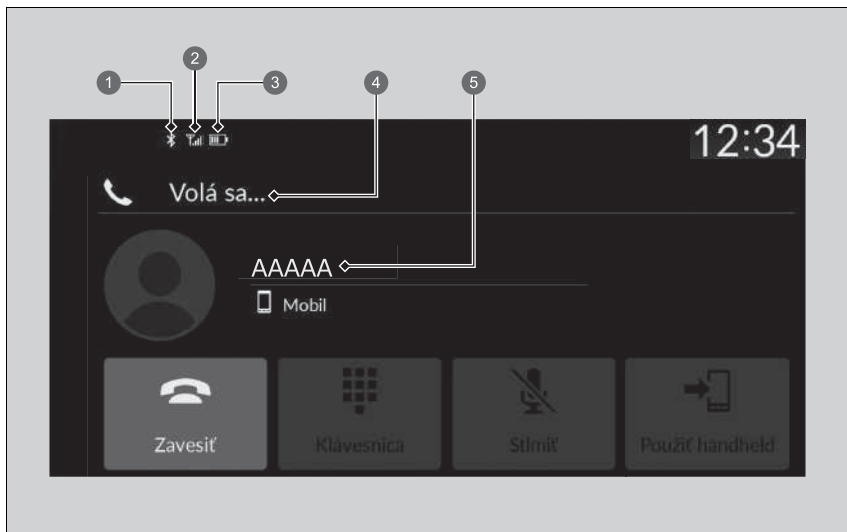 1
2
3
4
5
12:34
Volá sa...
AAAAA
Mobil
Zavesiť
Klávesnica
Stlmiť
Použiť handheld